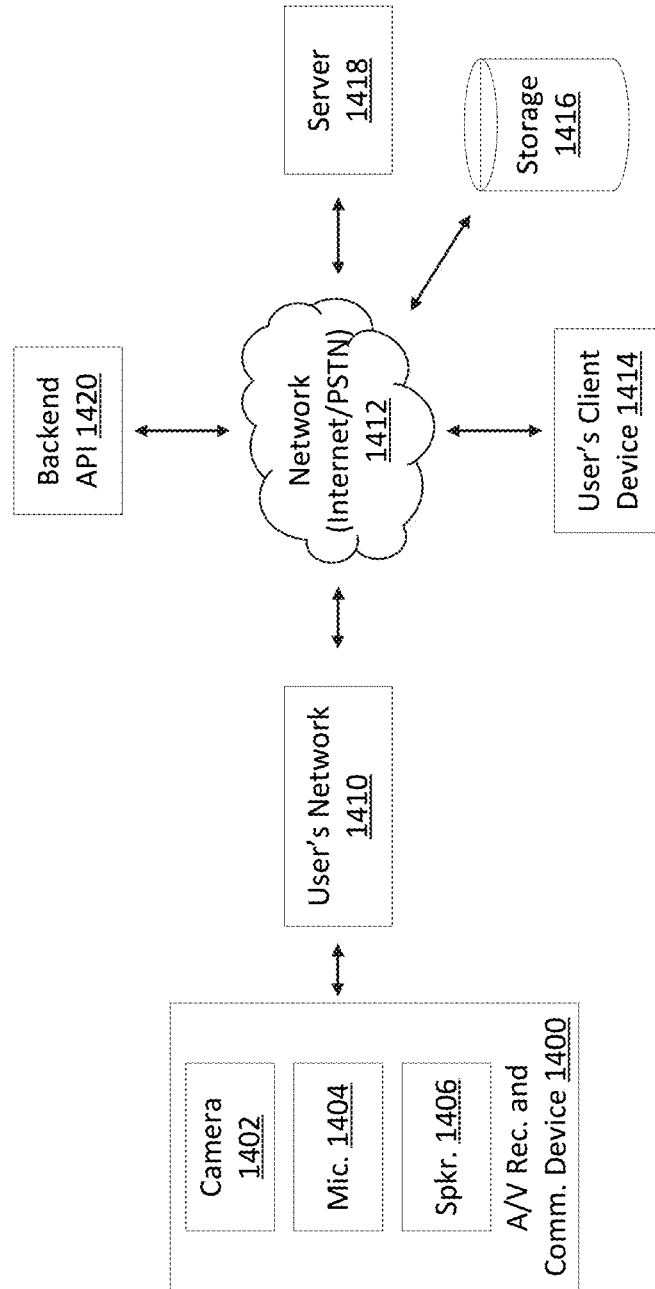 Camera
1402
Mic. 1404
Spkr. 1406
A/V Rec. and
Comm. Device 1400
User's Network
1410
Backend
API 1420
Network
(Internet/PSTN)
1412
User's Client
Device 1414
Server
1418
Storage
1416